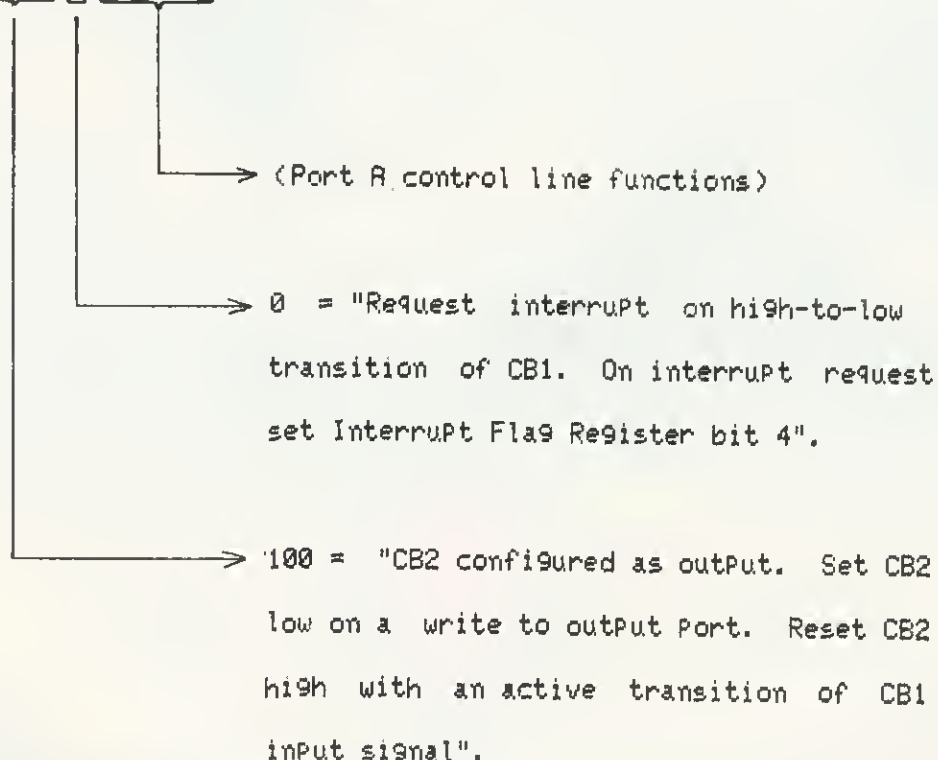 (Port A control line functions)
0 = "Request interrupt on high-to-low
transition of CB1. On interrupt request
set Interrupt Flag Register bit 4".
100 = "CB2 configured as output. Set CB2
low on a write to output Port. Reset CB2
high with an active transition of CB1
input signal".